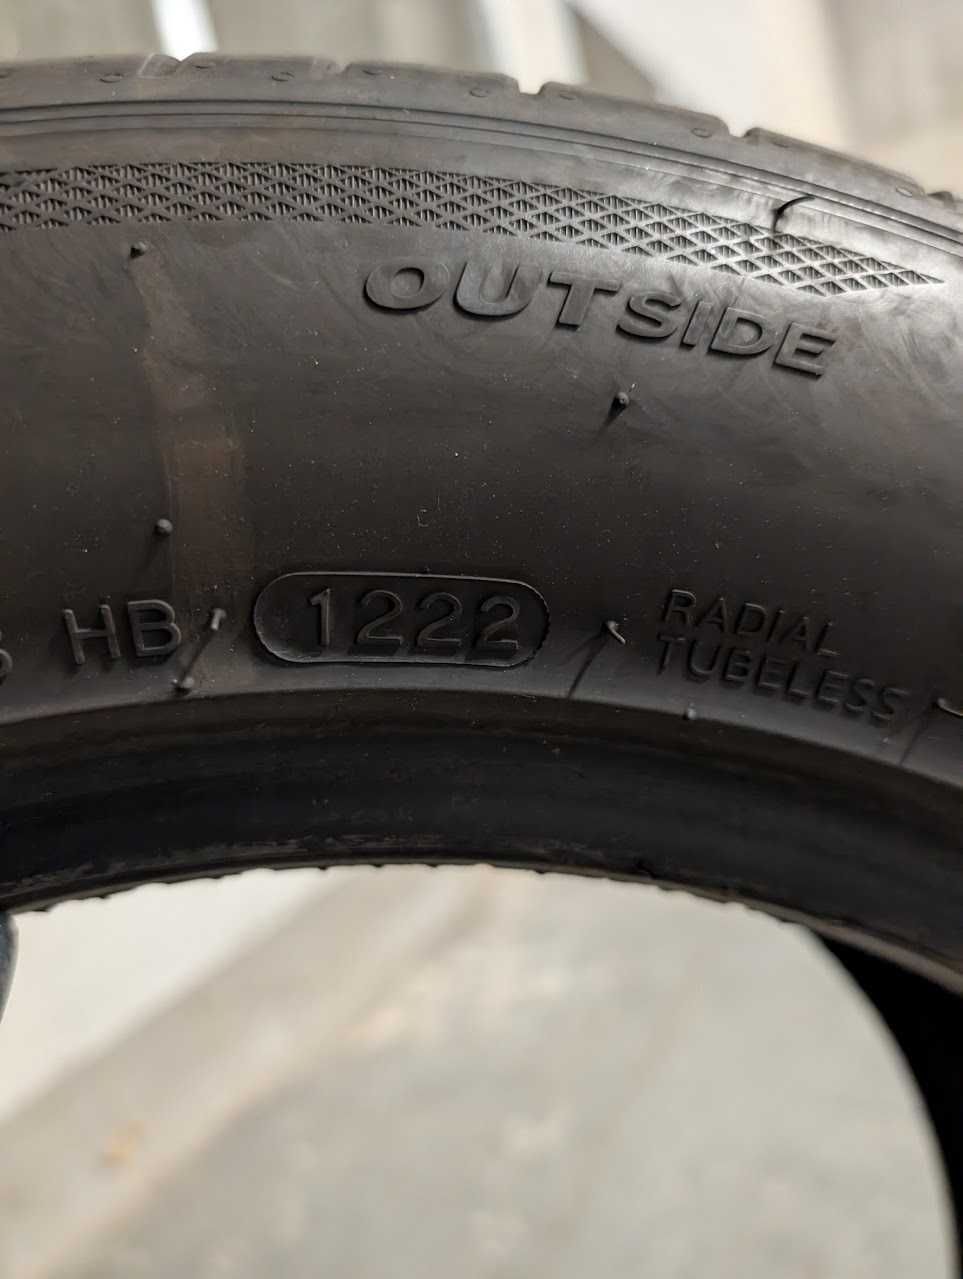 OUTSIDE
HB 1222
RADIAL
TUBELESS